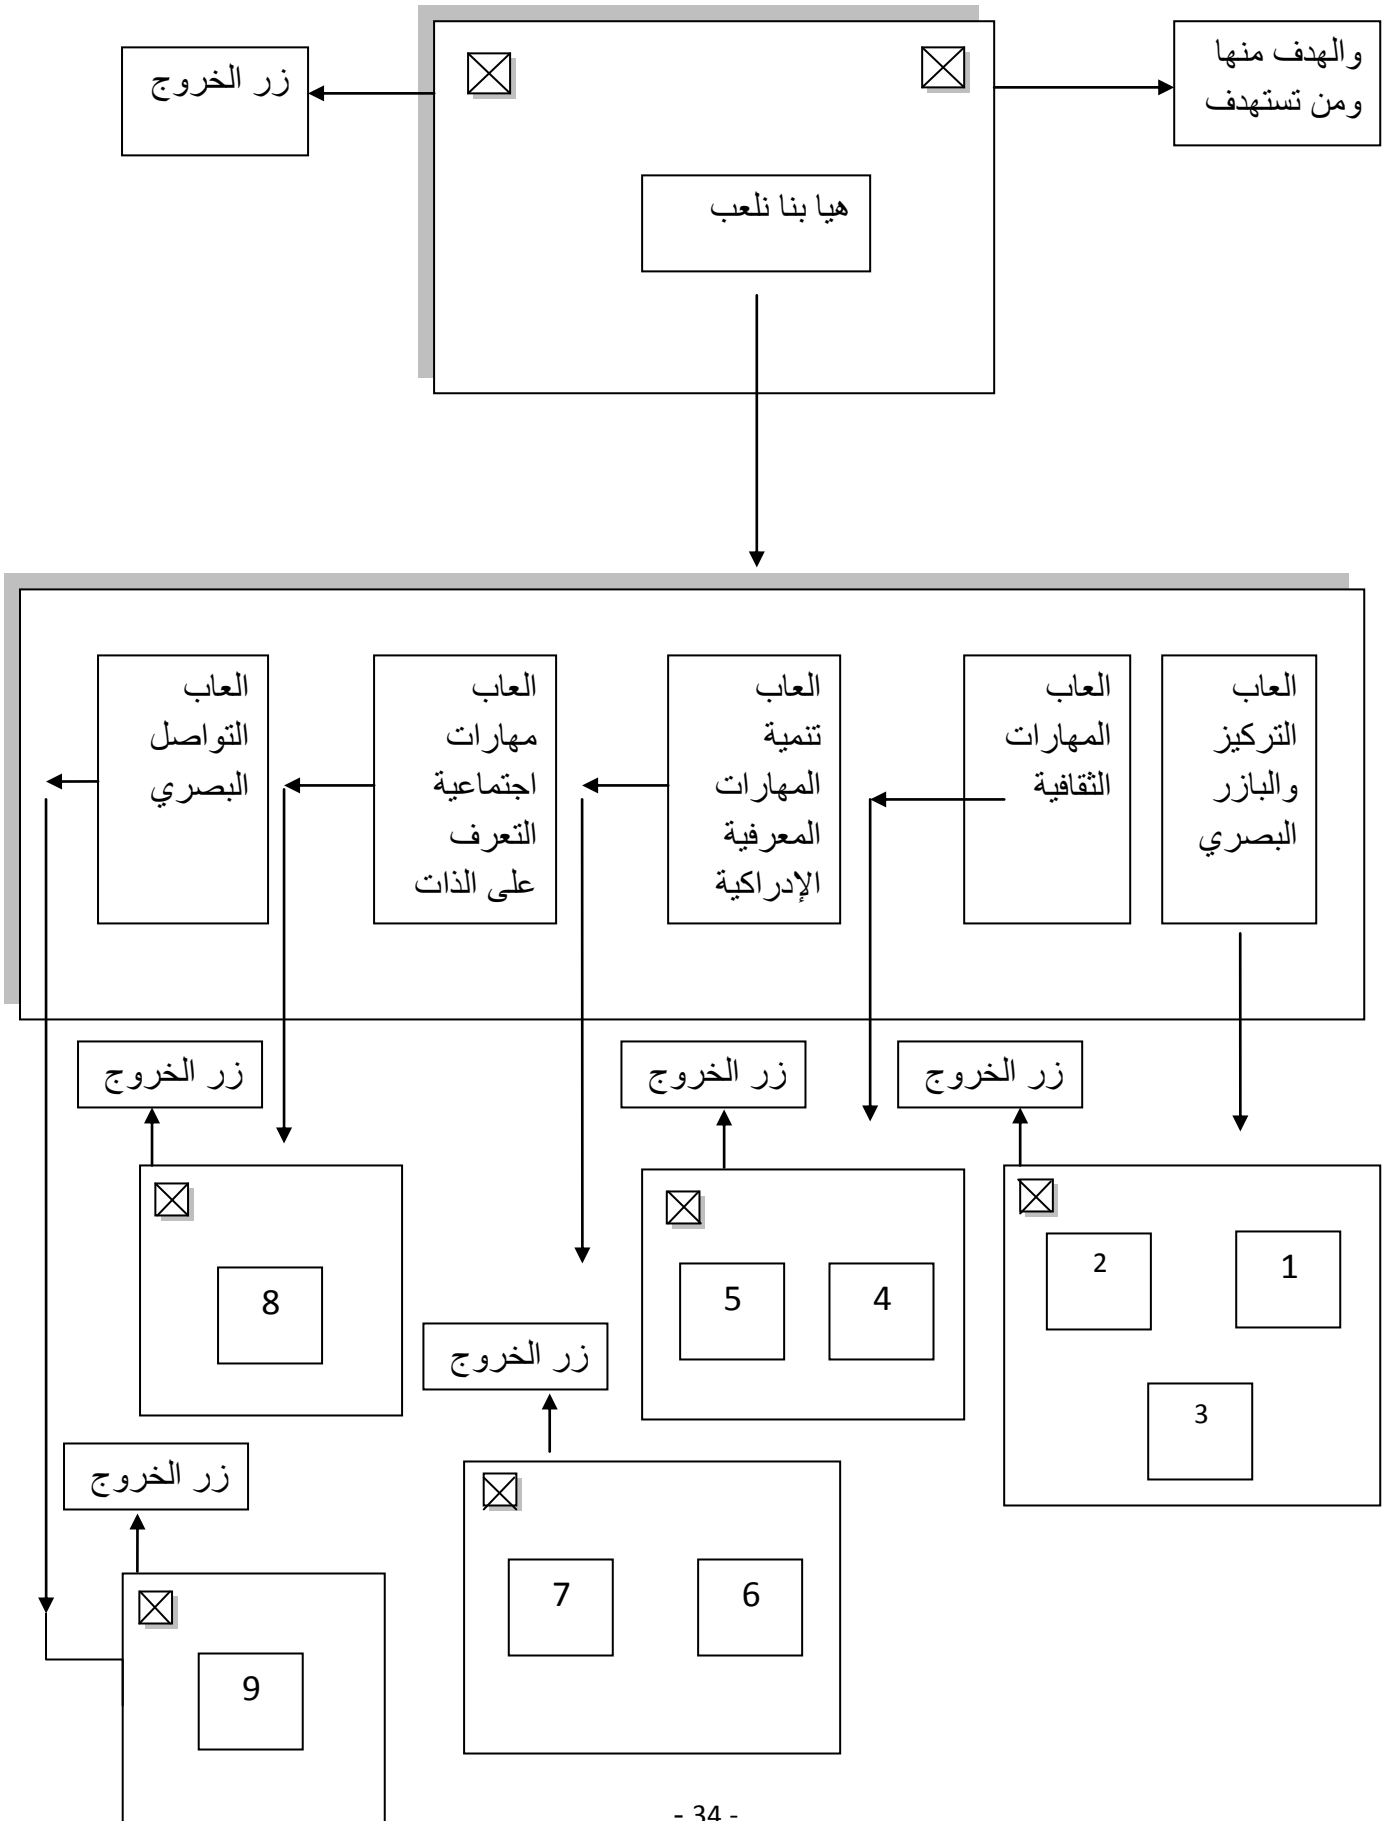 والهدف منها
ومن تستهدف
زر الخروج
هيا بنا نلعب
العاب
التركيز
والبازر
البصري
العاب
المهارات
الثقافية
العاب
تنمية
المهارات
المعرفية
الإدراكية
العاب
مهارات
اجتماعية
التعرف
على الذات
العاب
التواصل
البصري
زر الخروج
زر الخروج
زر الخروج
1
2
3
4
5
8
زر الخروج
زر الخروج
6
7
9
- 34 -